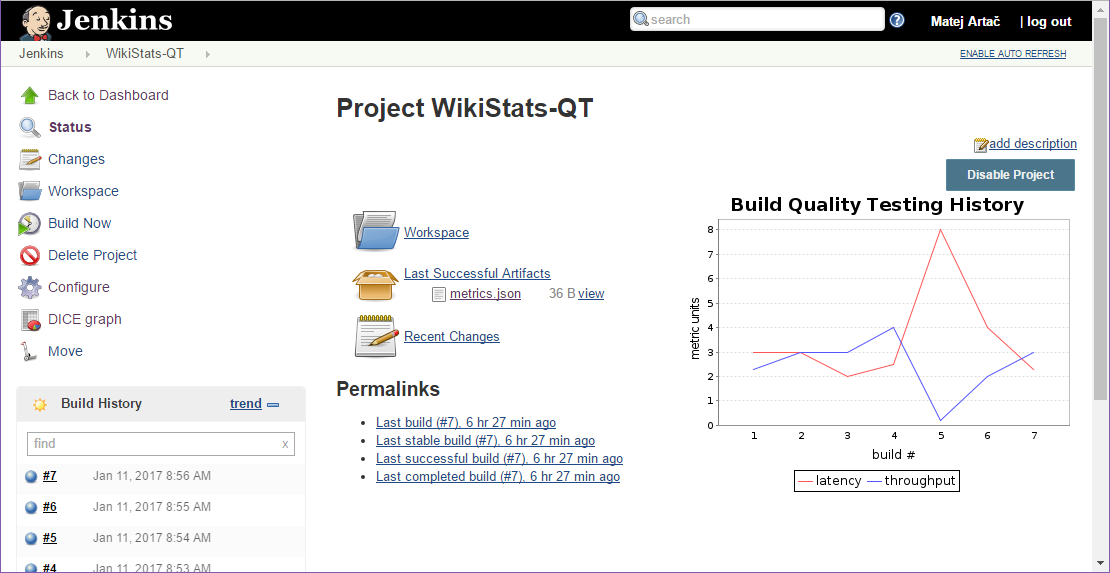 Jenkins
search
?
Matej Artač | log out
Jenkins WikiStats-QT
ENABLE AUTO REFRESH
Back to Dashboard
Status
Changes
Workspace
Build Now
Delete Project
Configure
DICE graph
Move
Build History trend
find x
#7 Jan 11, 2017 8:56 AM
#6 Jan 11, 2017 8:55 AM
#5 Jan 11, 2017 8:54 AM
#4 Jan 11, 2017 8:53 AM
Project WikiStats-QT
add description
Disable Project
Workspace
Last Successful Artifacts
metrics.json 36 B view
Recent Changes
Permalinks
Last build (#7), 6 hr 27 min ago
Last stable build (#7), 6 hr 27 min ago
Last successful build (#7), 6 hr 27 min ago
Last completed build (#7), 6 hr 27 min ago
Build Quality Testing History
metric units
8
7
6
5
4
3
2
1
0
1 2 3 4 5 6 7
build #
latency throughput